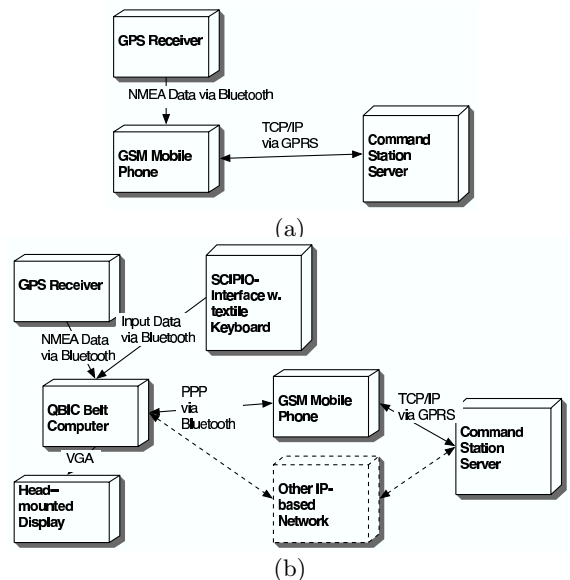 GPS Receiver
NMEA Data via Bluetooth
GSM Mobile
Phone
TCP/IP
via GPRS
Command
Station
Server
(a)
GPS Receiver
SCIPIO-
Interface w.
textile
Keyboard
NMEA Data
via Bluetooth
Input Data
via Bluetooth
QBIC Belt
Computer
PPP
via
Bluetooth
GSM Mobile
Phone
TCP/IP
via GPRS
Command
Station
Server
VGA
Head-
mounted
Display
Other IP-
based
Network
(b)